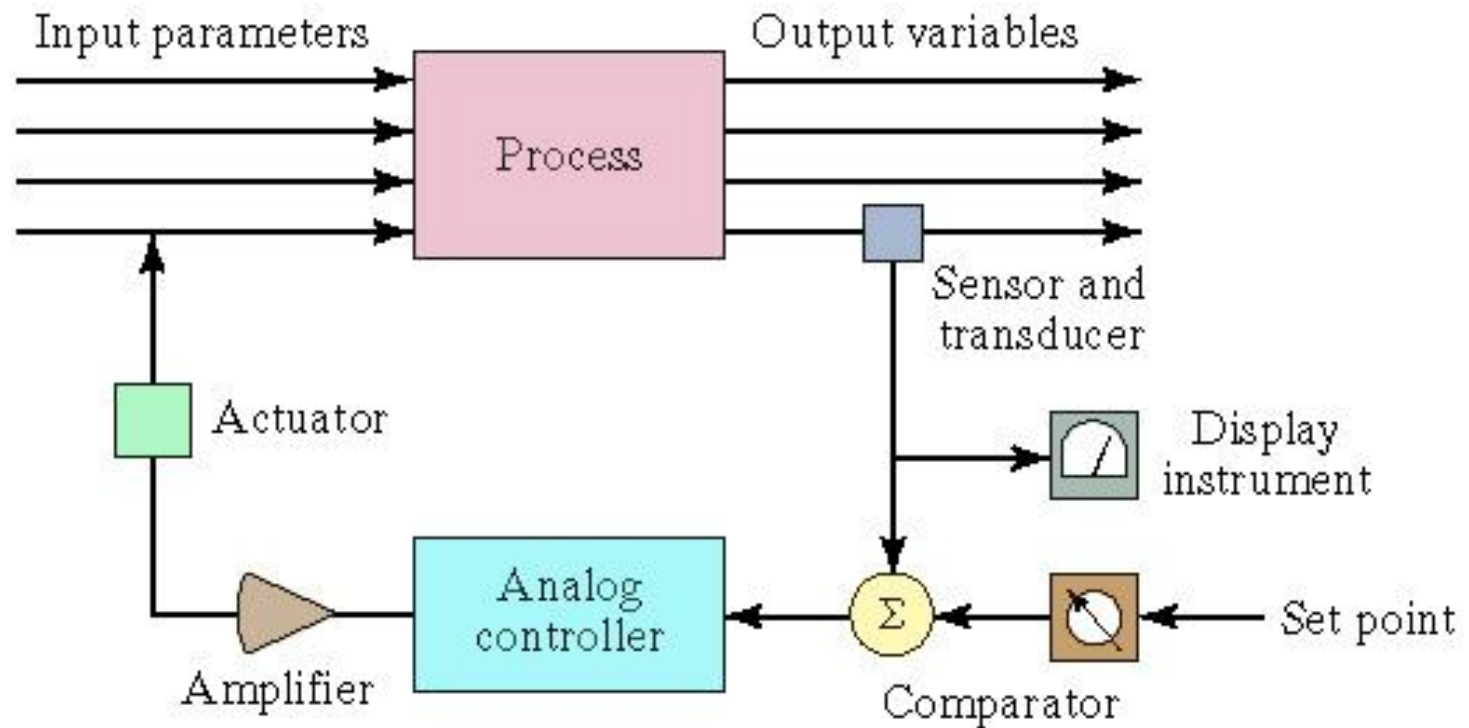 Input parameters
Output variables
Process
Sensor and
transducer
Actuator
Display
instrument
Analog
controller
Σ
Set point
Amplifier
Comparator